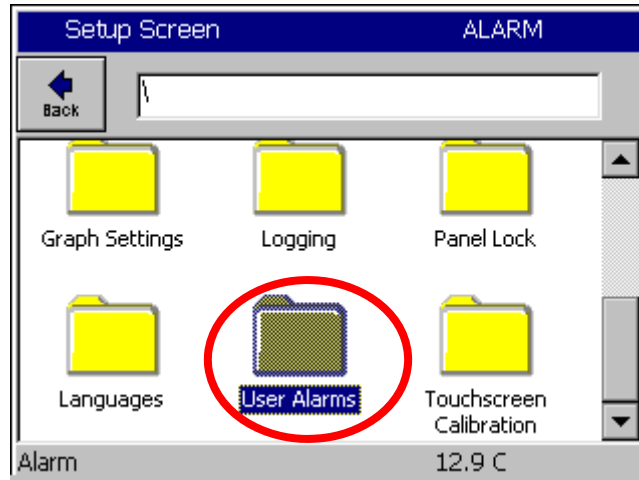 Setup Screen ALARM
Back \
Graph Settings Logging Panel Lock
Languages User Alarms Touchscreen
Calibration
Alarm 12.9 C